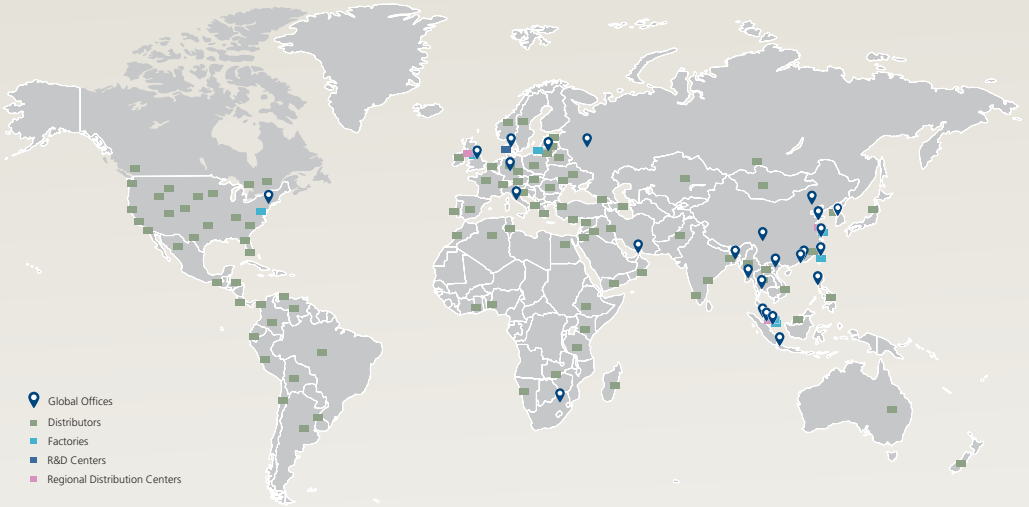 Global Offices
Distributors
Factories
R&D Centers
Regional Distribution Centers